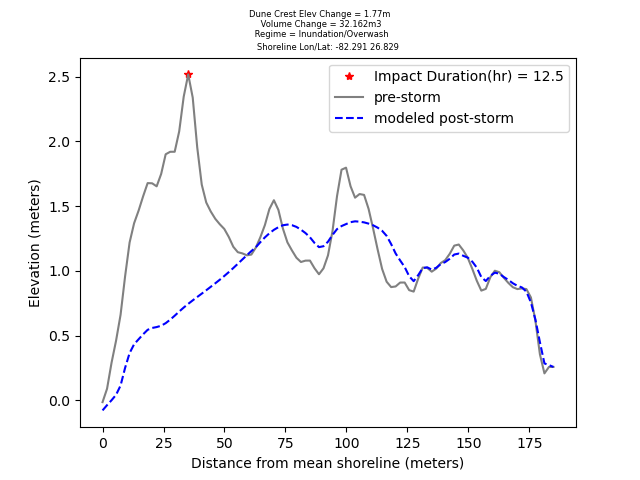 Dune Crest Elev Change = 1.77m
Volume Change = 32.162m3
Regime = Inundation/Overwash
Shoreline Lon/Lat: -82.291 26.829
Impact Duration(hr) = 12.5
pre-storm
modeled post-storm
2.5
2.0
1.5
1.0
0.5
0.0
Elevation (meters)
0 25 50 75 100 125 150 175
Distance from mean shoreline (meters)